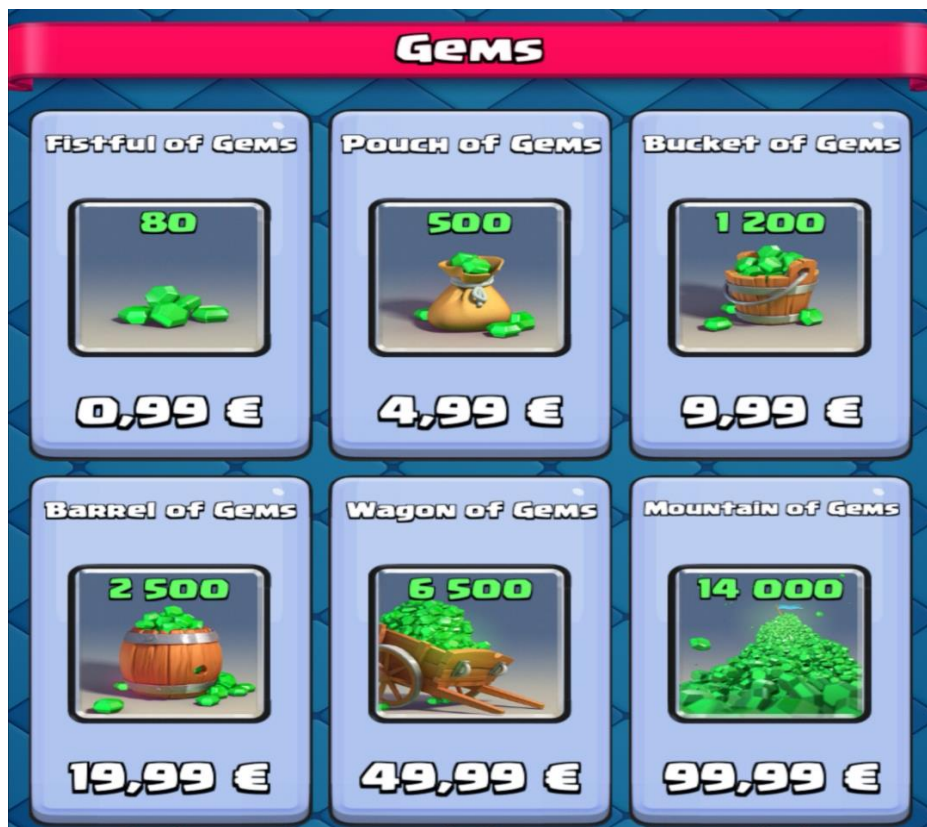 Gems
Fistful of Gems
Pouch of Gems
Bucket of Gems
80
500
1 200
0,99 €
4,99 €
9,99 €
Barrel of Gems
Wagon of Gems
Mountain of Gems
2 500
6 500
14 000
19,99 €
49,99 €
99,99 €